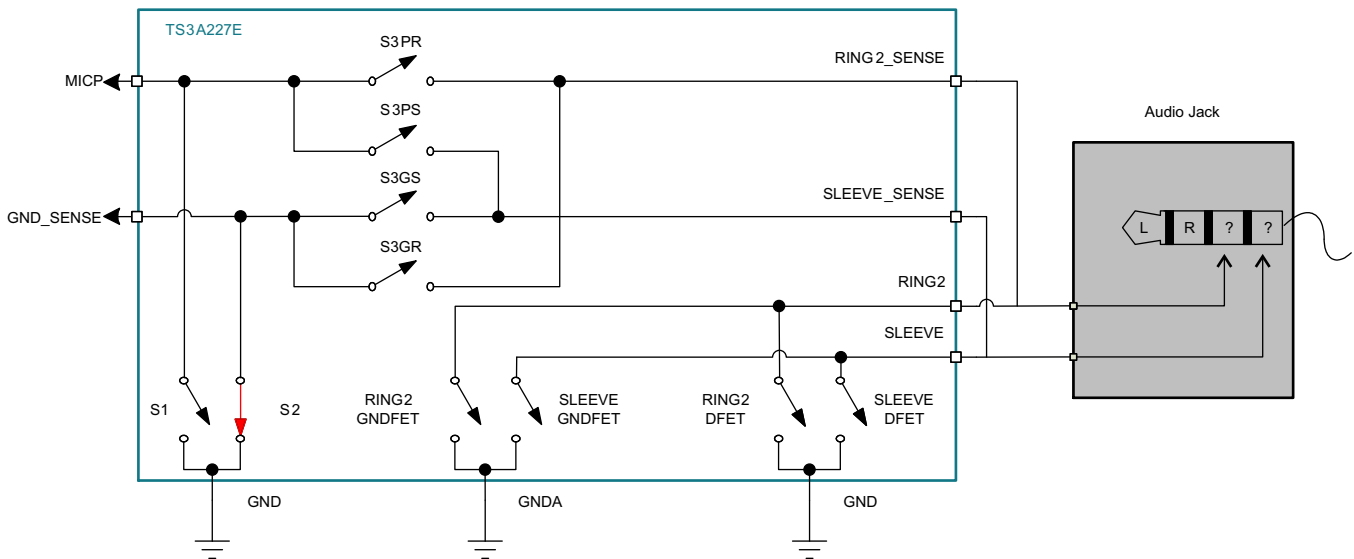 TS3A227E
S3PR
MICP
RING2_SENSE
S3PS
Audio Jack
S3GS
GND_SENSE
SLEEVE_SENSE
L R ? ?
S3GR
RING2
SLEEVE
S1
S2
RING2
GNDFET
SLEEVE
GNDFET
RING2
DFET
SLEEVE
DFET
GND
GNDA
GND